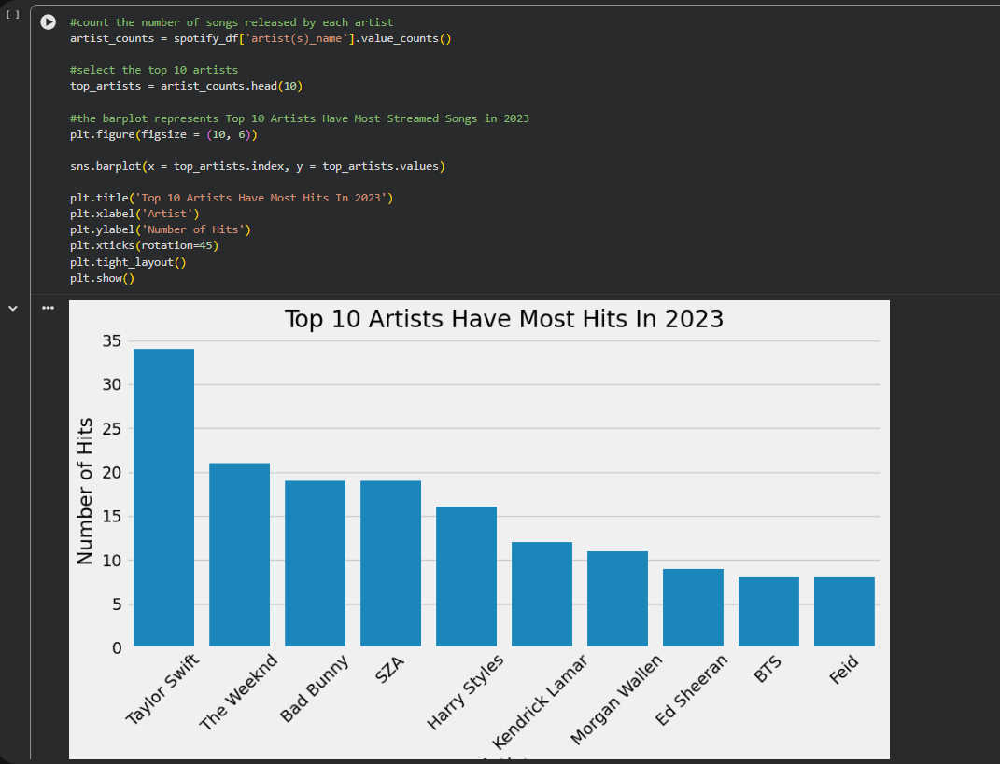 [ ]
#count the number of songs released by each artist
artist_counts = spotify_df['artist(s)_name'].value_counts()
#select the top 10 artists
top_artists = artist_counts.head(10)
#the barplot represents Top 10 Artists Have Most Streamed Songs in 2023
plt.figure(figsize = (10, 6))
sns.barplot(x = top_artists.index, y = top_artists.values)
plt.title('Top 10 Artists Have Most Hits In 2023')
plt.xlabel('Artist')
plt.ylabel('Number of Hits')
plt.xticks(rotation=45)
plt.tight_layout()
plt.show()
Top 10 Artists Have Most Hits In 2023
Number of Hits
35
30
25
20
15
10
5
0
Taylor Swift
The Weeknd
Bad Bunny
SZA
Harry Styles
Kendrick Lamar
Morgan Wallen
Ed Sheeran
BTS
Feid